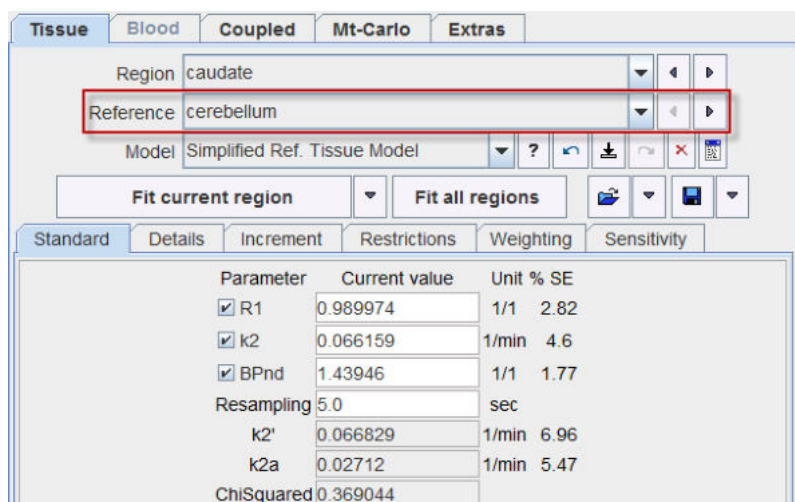 Tissue Blood Coupled Mt-Carlo Extras
Region caudate
Reference cerebellum
Model Simplified Ref. Tissue Model ?
Fit current region Fit all regions
Standard Details Increment Restrictions Weighting Sensitivity
Parameter Current value Unit % SE
R1 0.989974 1/1 2.82
k2 0.066159 1/min 4.6
BPnd 1.43946 1/1 1.77
Resampling 5.0 sec
k2' 0.066829 1/min 6.96
k2a 0.02712 1/min 5.47
ChiSquared 0.369044